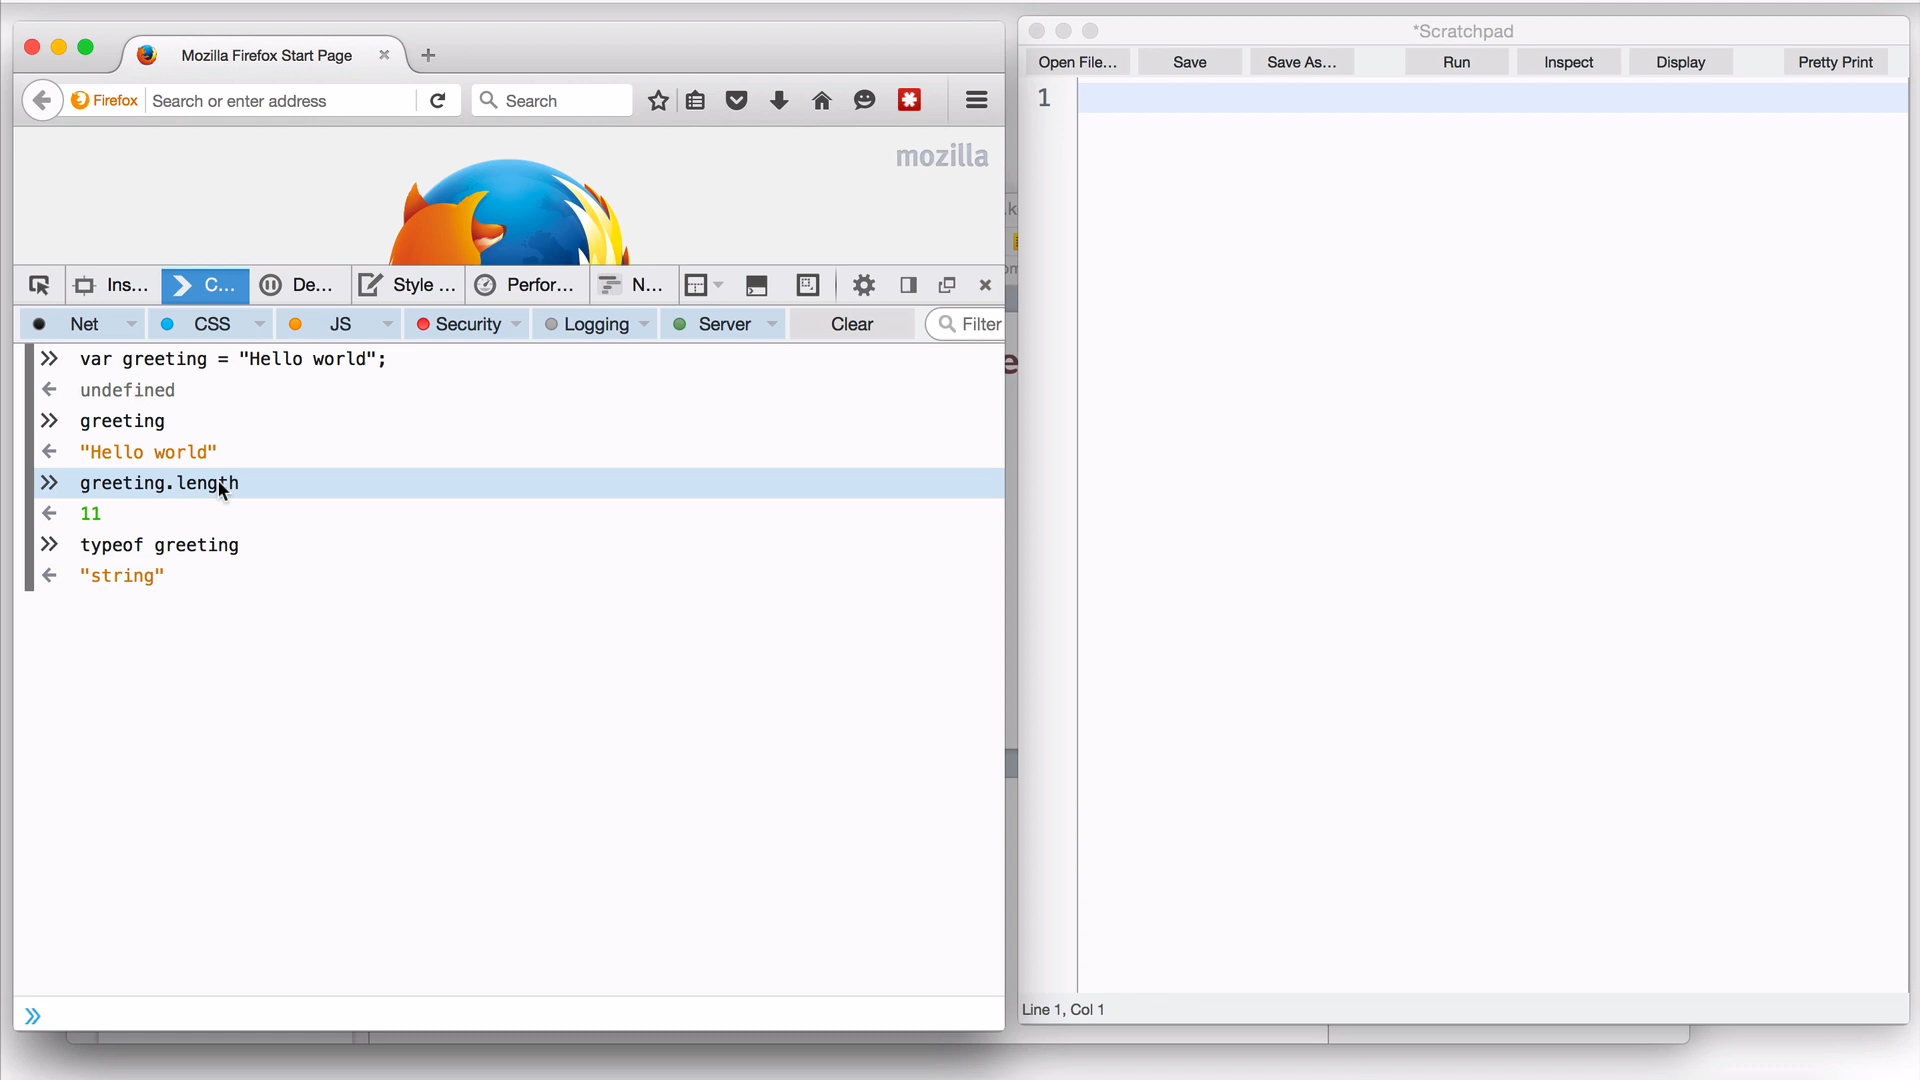 Mozilla Firefox Start Page
Firefox Search or enter address Search
mozilla
Ins... C... De... Style ... Perfor... N...
Net CSS JS Security Logging Server Clear Filter
var greeting = "Hello world";
undefined
greeting
"Hello world"
greeting.length
11
typeof greeting
"string"
*Scratchpad
Open File... Save Save As... Run Inspect Display Pretty Print
1
Line 1, Col 1